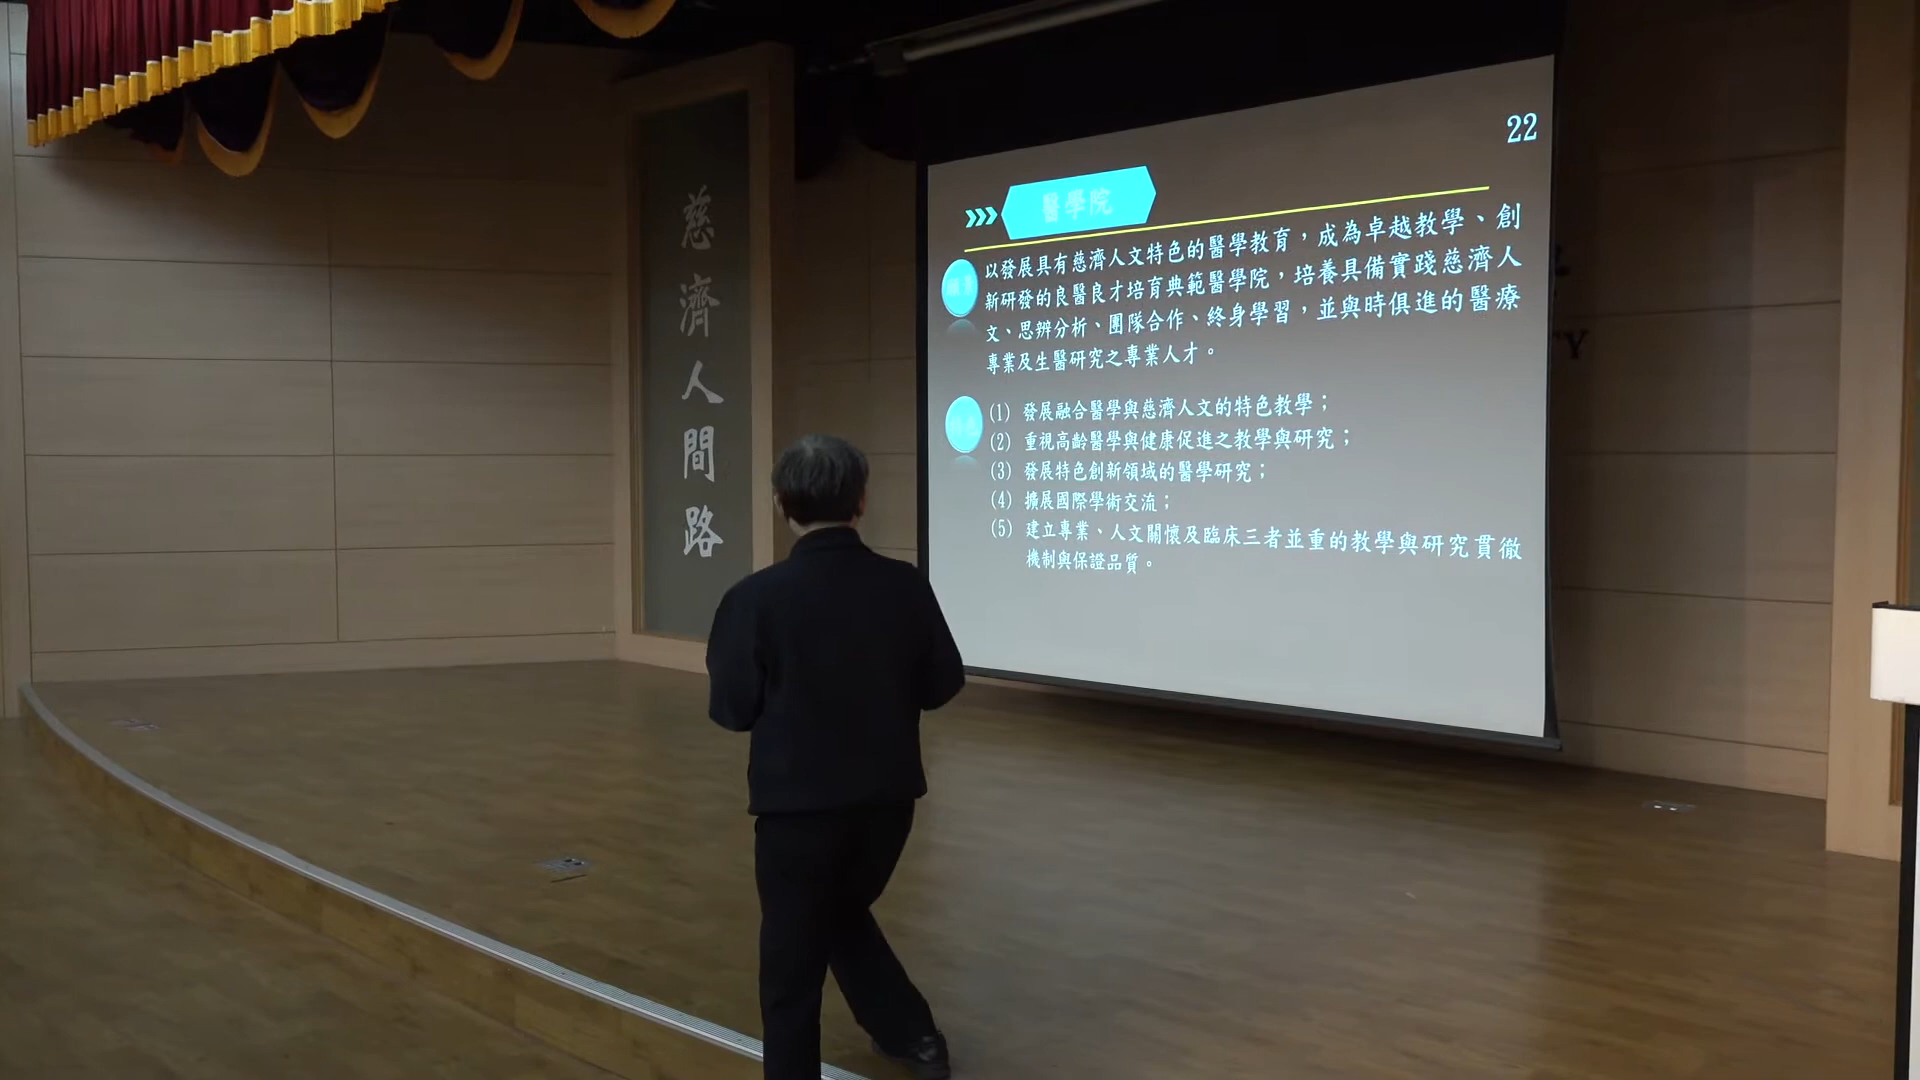 慈濟人間路
22
醫學院
以發展具有慈濟人文特色的醫學教育，成為卓越教學、創
新研發的良醫良才培育典範醫學院，培養具備實踐慈濟人
文、思辨分析、團隊合作、終身學習，並與時俱進的醫療
專業及生醫研究之專業人才。
(1) 發展融合醫學與慈濟人文的特色教學；
(2) 重視高齡醫學與健康促進之教學與研究；
(3) 發展特色創新領域的醫學研究；
(4) 擴展國際學術交流；
(5) 建立專業、人文關懷及臨床三者並重的教學與研究貫徹
機制與保證品質。
Y